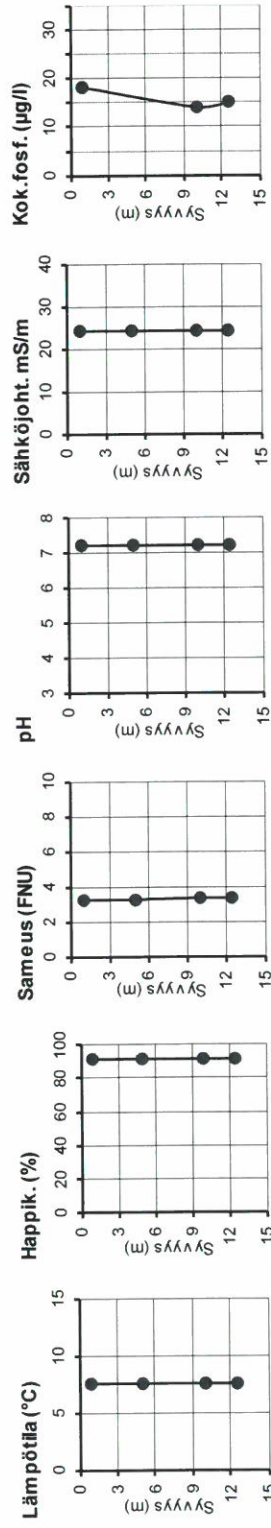 Lämpötila (°C)
0 5 10 15
0
3
6
9
12
15
Syvyys (m)
Happik. (%)
0 20 40 60 80 100
0
3
6
9
12
15
Syvyys (m)
Sameus (FNU)
0 2 4 6 8 10
0
3
6
9
12
15
Syvyys (m)
pH
3 4 5 6 7 8
0
3
6
9
12
15
Syvyys (m)
Sähköjoht. mS/m
0 10 20 30 40
0
3
6
9
12
15
Syvyys (m)
Kok.fosf. (µg/l)
0 10 20 30
0
3
6
9
12
15
Syvyys (m)